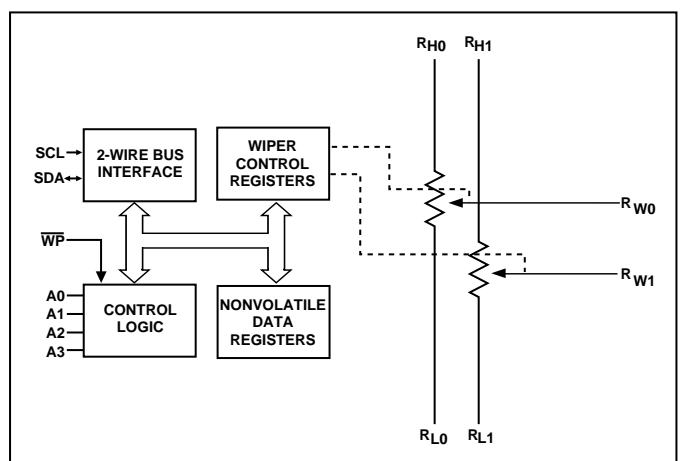 RH0 RH1
SCL
SDA
2-WIRE BUS
INTERFACE
WIPER
CONTROL
REGISTERS
RW0
WP
RW1
A0
A1
A2
A3
CONTROL
LOGIC
NONVOLATILE
DATA
REGISTERS
RL0 RL1